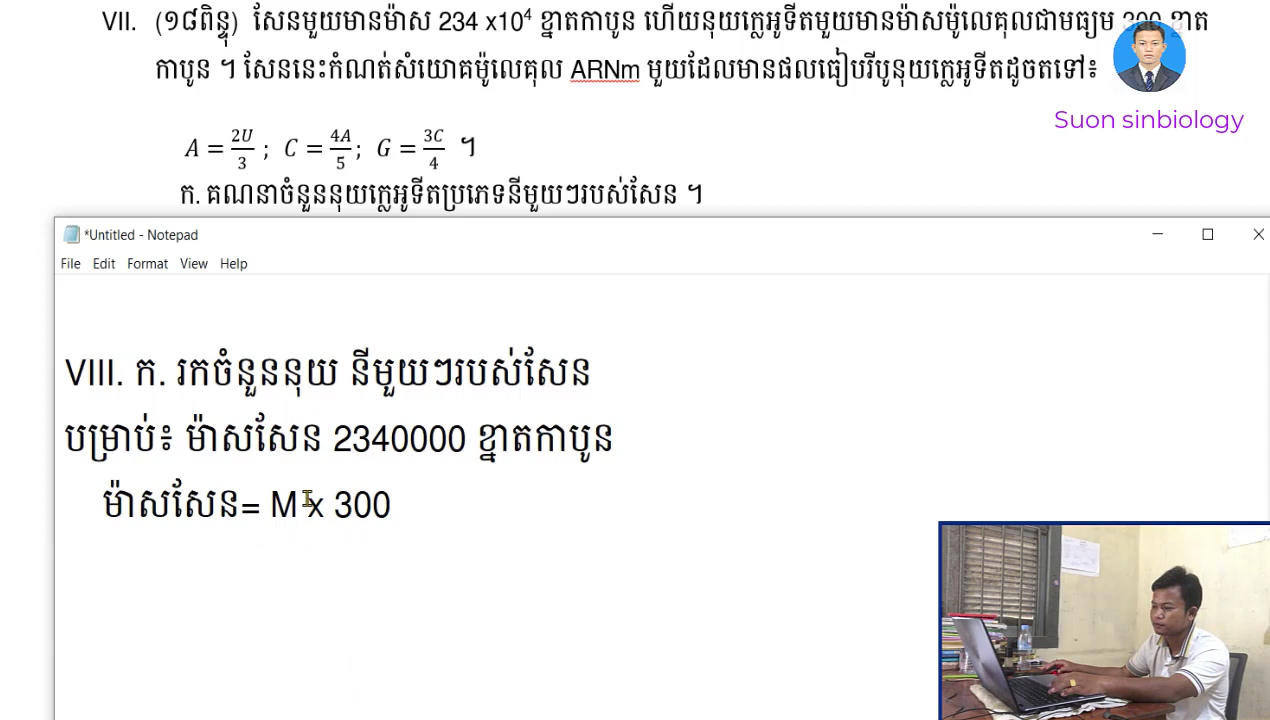 VII. (១៨ពិន្ទុ) សែនមួយមានម៉ាស 234 x10⁴ ខ្នាតកាបូន ហើយនុយក្លេអូទីតមួយមានម៉ាសម៉ូលេគុលជាមធ្យម 300 ខ្នាត
កាបូន ។ សែននេះកំណត់សំយោគម៉ូលេគុល ARNm មួយដែលមានផលធៀបរីបូនុយក្លេអូទីតដូចតទៅ៖
Suon sinbiology
A = 2U/3 ; C = 4A/5 ; G = 3C/4 ។
ក. គណនាចំនួននុយក្លេអូទីតប្រភេទនីមួយៗរបស់សែន ។
*Untitled - Notepad
File Edit Format View Help
VIII. ក. រកចំនួននុយ នីមួយៗរបស់សែន
បម្រាប់៖ ម៉ាសសែន 2340000 ខ្នាតកាបូន
ម៉ាសសែន= M x 300